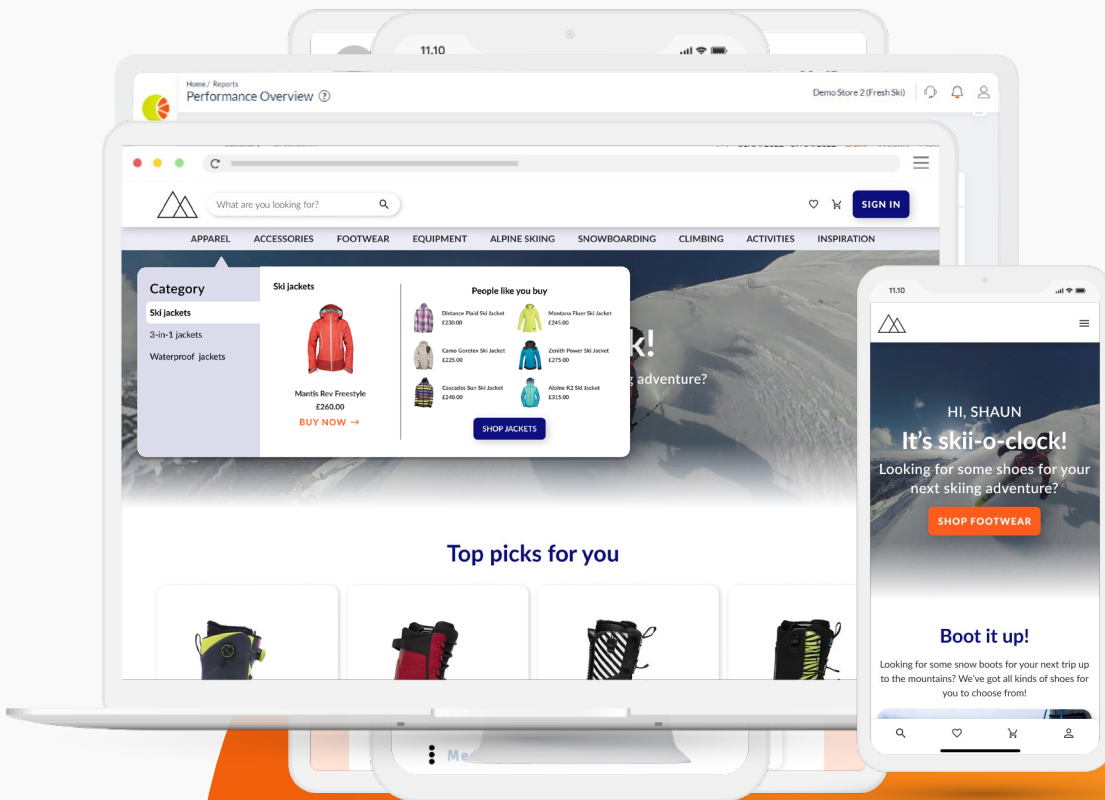 11.10
Home / Reports
Performance Overview ?
Demo Store 2 (Fresh Ski)
What are you looking for?
SIGN IN
APPAREL ACCESSORIES FOOTWEAR EQUIPMENT ALPINE SKIING SNOWBOARDING CLIMBING ACTIVITIES INSPIRATION
Category
Ski jackets
3-in-1 jackets
Waterproof jackets
Ski jackets
Mantis Rev Freestyle
£260.00
BUY NOW →
People like you buy
Distance Plaid Ski Jacket
£230.00
Montana Fluer Ski Jacket
£245.00
Camo Goretex Ski Jacket
£225.00
Zenith Power Ski Jacket
£275.00
Cascades Sun Ski Jacket
£240.00
Alpine K2 Ski Jacket
£315.00
SHOP JACKETS
k!
adventure?
Top picks for you
11.10
HI, SHAUN
It's skii-o-clock!
Looking for some shoes for your
next skiing adventure?
SHOP FOOTWEAR
Boot it up!
Looking for some snow boots for your next trip up
to the mountains? We've got all kinds of shoes for
you to choose from!